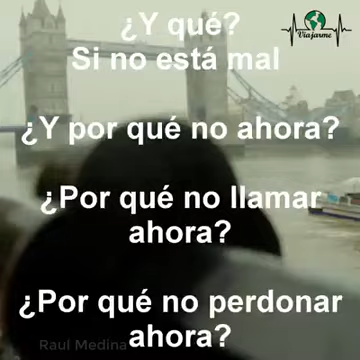 ¿Y qué?
Viajarme
Si no está mal
¿Y por qué no ahora?
¿Por qué no llamar
ahora?
¿Por qué no perdonar
ahora?
Raul Medina